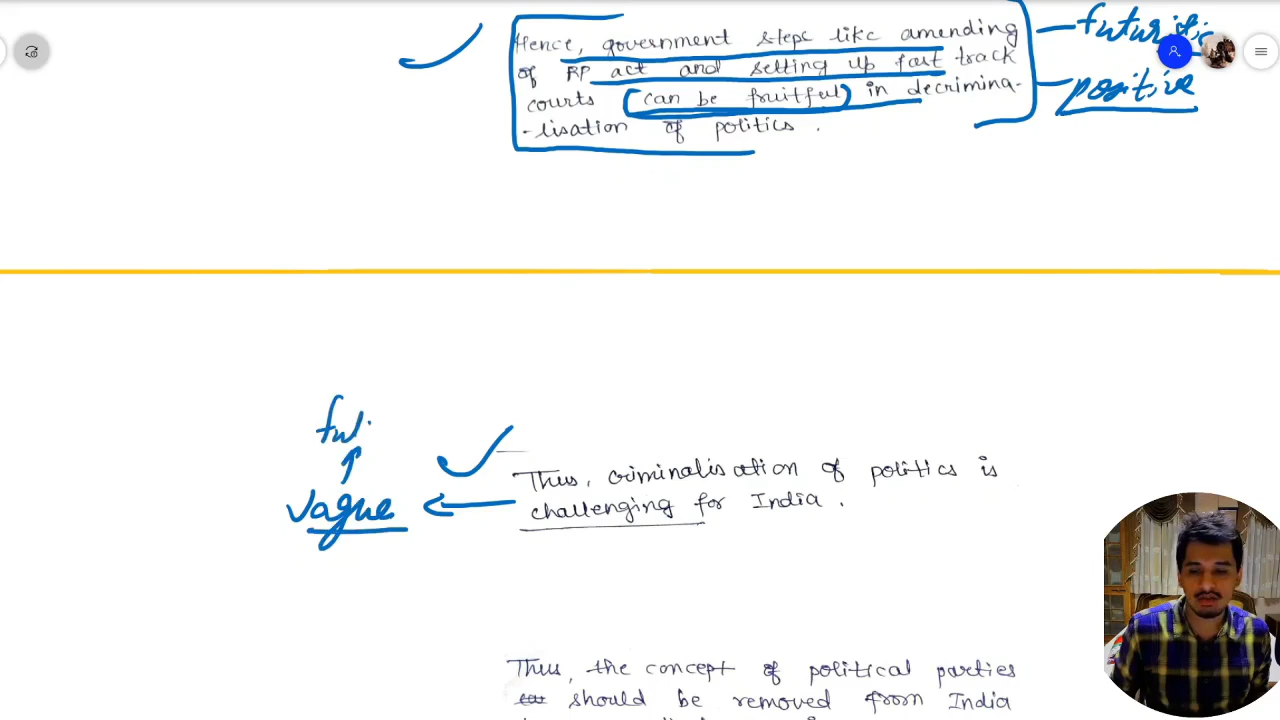 Hence, government steps like amending
of RP act and setting up fast track
courts (can be fruitful) in decrimina-
-lisation of politics.
futuristic
positive
fut.
vague
Thus, criminalisation of politics is
challenging for India.
Thus, the concept of political parties
should be removed from India